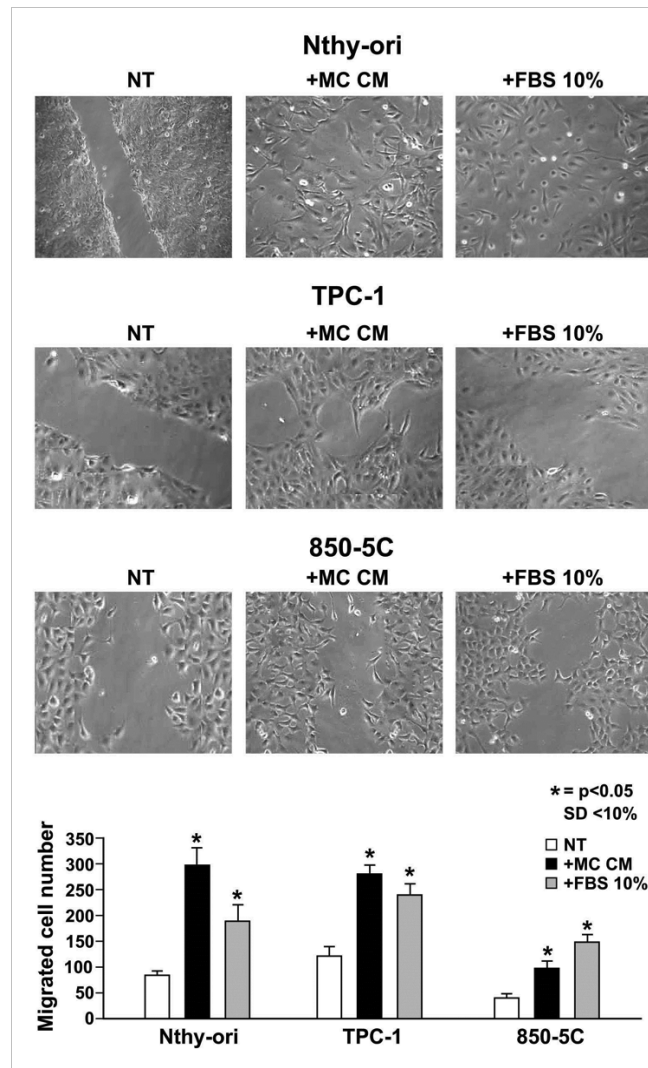 Nthy-ori
NT +MC CM +FBS 10%
TPC-1
NT +MC CM +FBS 10%
850-5C
NT +MC CM +FBS 10%
* = p<0.05
SD <10%
NT
+MC CM
+FBS 10%
Migrated cell number
350
300
250
200
150
100
50
0
* * * * * *
Nthy-ori TPC-1 850-5C